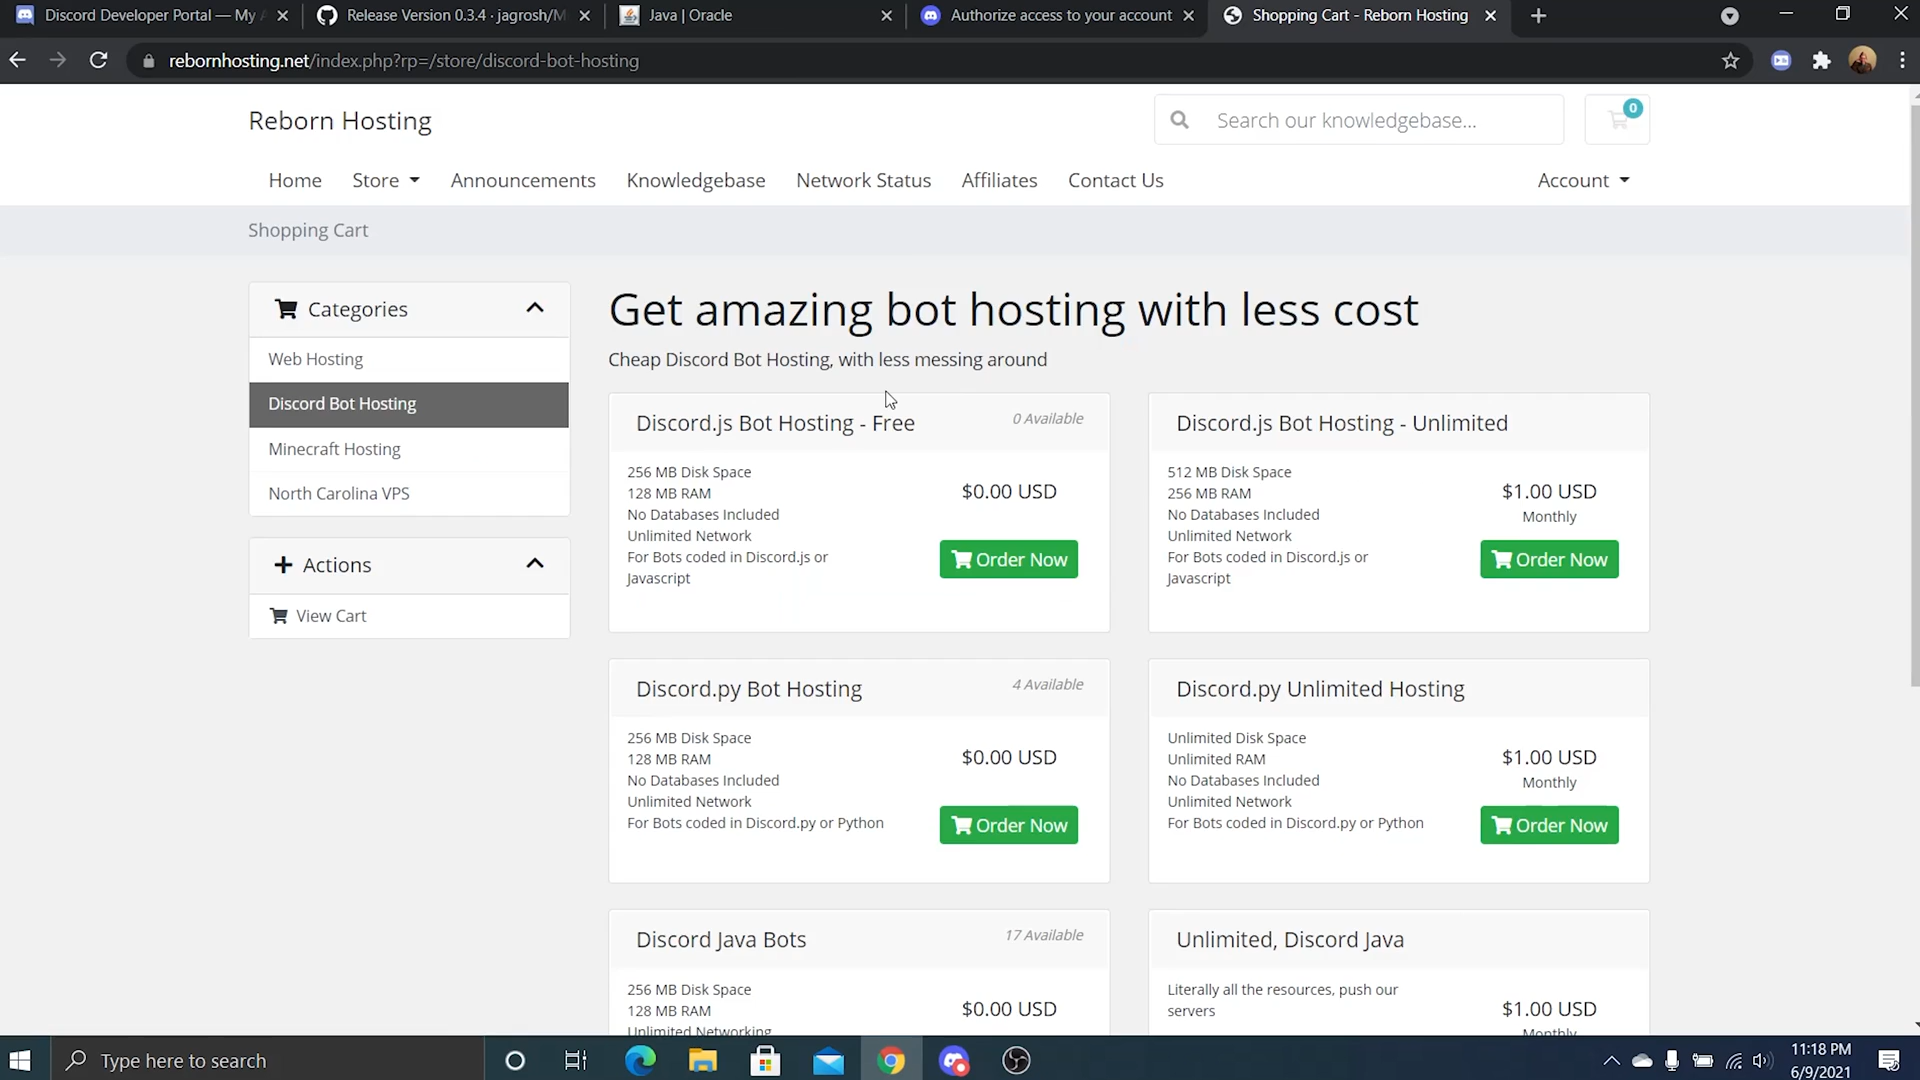 Discord Developer Portal — My A
Release Version 0.3.4 · jagrosh/M
Java | Oracle
Authorize access to your account
Shopping Cart - Reborn Hosting
rebornhosting.net/index.php?rp=/store/discord-bot-hosting
Reborn Hosting
Search our knowledgebase...
0
Home
Store
Announcements
Knowledgebase
Network Status
Affiliates
Contact Us
Account
Shopping Cart
Categories
Web Hosting
Discord Bot Hosting
Minecraft Hosting
North Carolina VPS
Actions
View Cart
Get amazing bot hosting with less cost
Cheap Discord Bot Hosting, with less messing around
Discord.js Bot Hosting - Free
0 Available
256 MB Disk Space
128 MB RAM
No Databases Included
Unlimited Network
For Bots coded in Discord.js or
Javascript
$0.00 USD
Order Now
Discord.js Bot Hosting - Unlimited
512 MB Disk Space
256 MB RAM
No Databases Included
Unlimited Network
For Bots coded in Discord.js or
Javascript
$1.00 USD
Monthly
Order Now
Discord.py Bot Hosting
4 Available
256 MB Disk Space
128 MB RAM
No Databases Included
Unlimited Network
For Bots coded in Discord.py or Python
$0.00 USD
Order Now
Discord.py Unlimited Hosting
Unlimited Disk Space
Unlimited RAM
No Databases Included
Unlimited Network
For Bots coded in Discord.py or Python
$1.00 USD
Monthly
Order Now
Discord Java Bots
17 Available
256 MB Disk Space
128 MB RAM
Unlimited Networking
$0.00 USD
Unlimited, Discord Java
Literally all the resources, push our
servers
$1.00 USD
Monthly
Type here to search
11:18 PM
6/9/2021